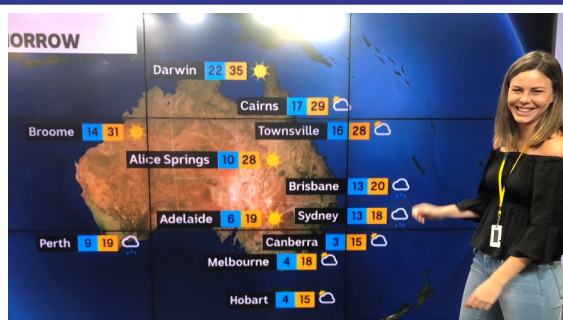 ORROW
Darwin 22 35
Cairns 17 29
Broome 14 31
Townsville 16 28
Alice Springs 10 28
Brisbane 13 20
Adelaide 6 19
Sydney 13 18
Perth 9 19
Canberra 3 15
Melbourne 4 18
Hobart 4 15